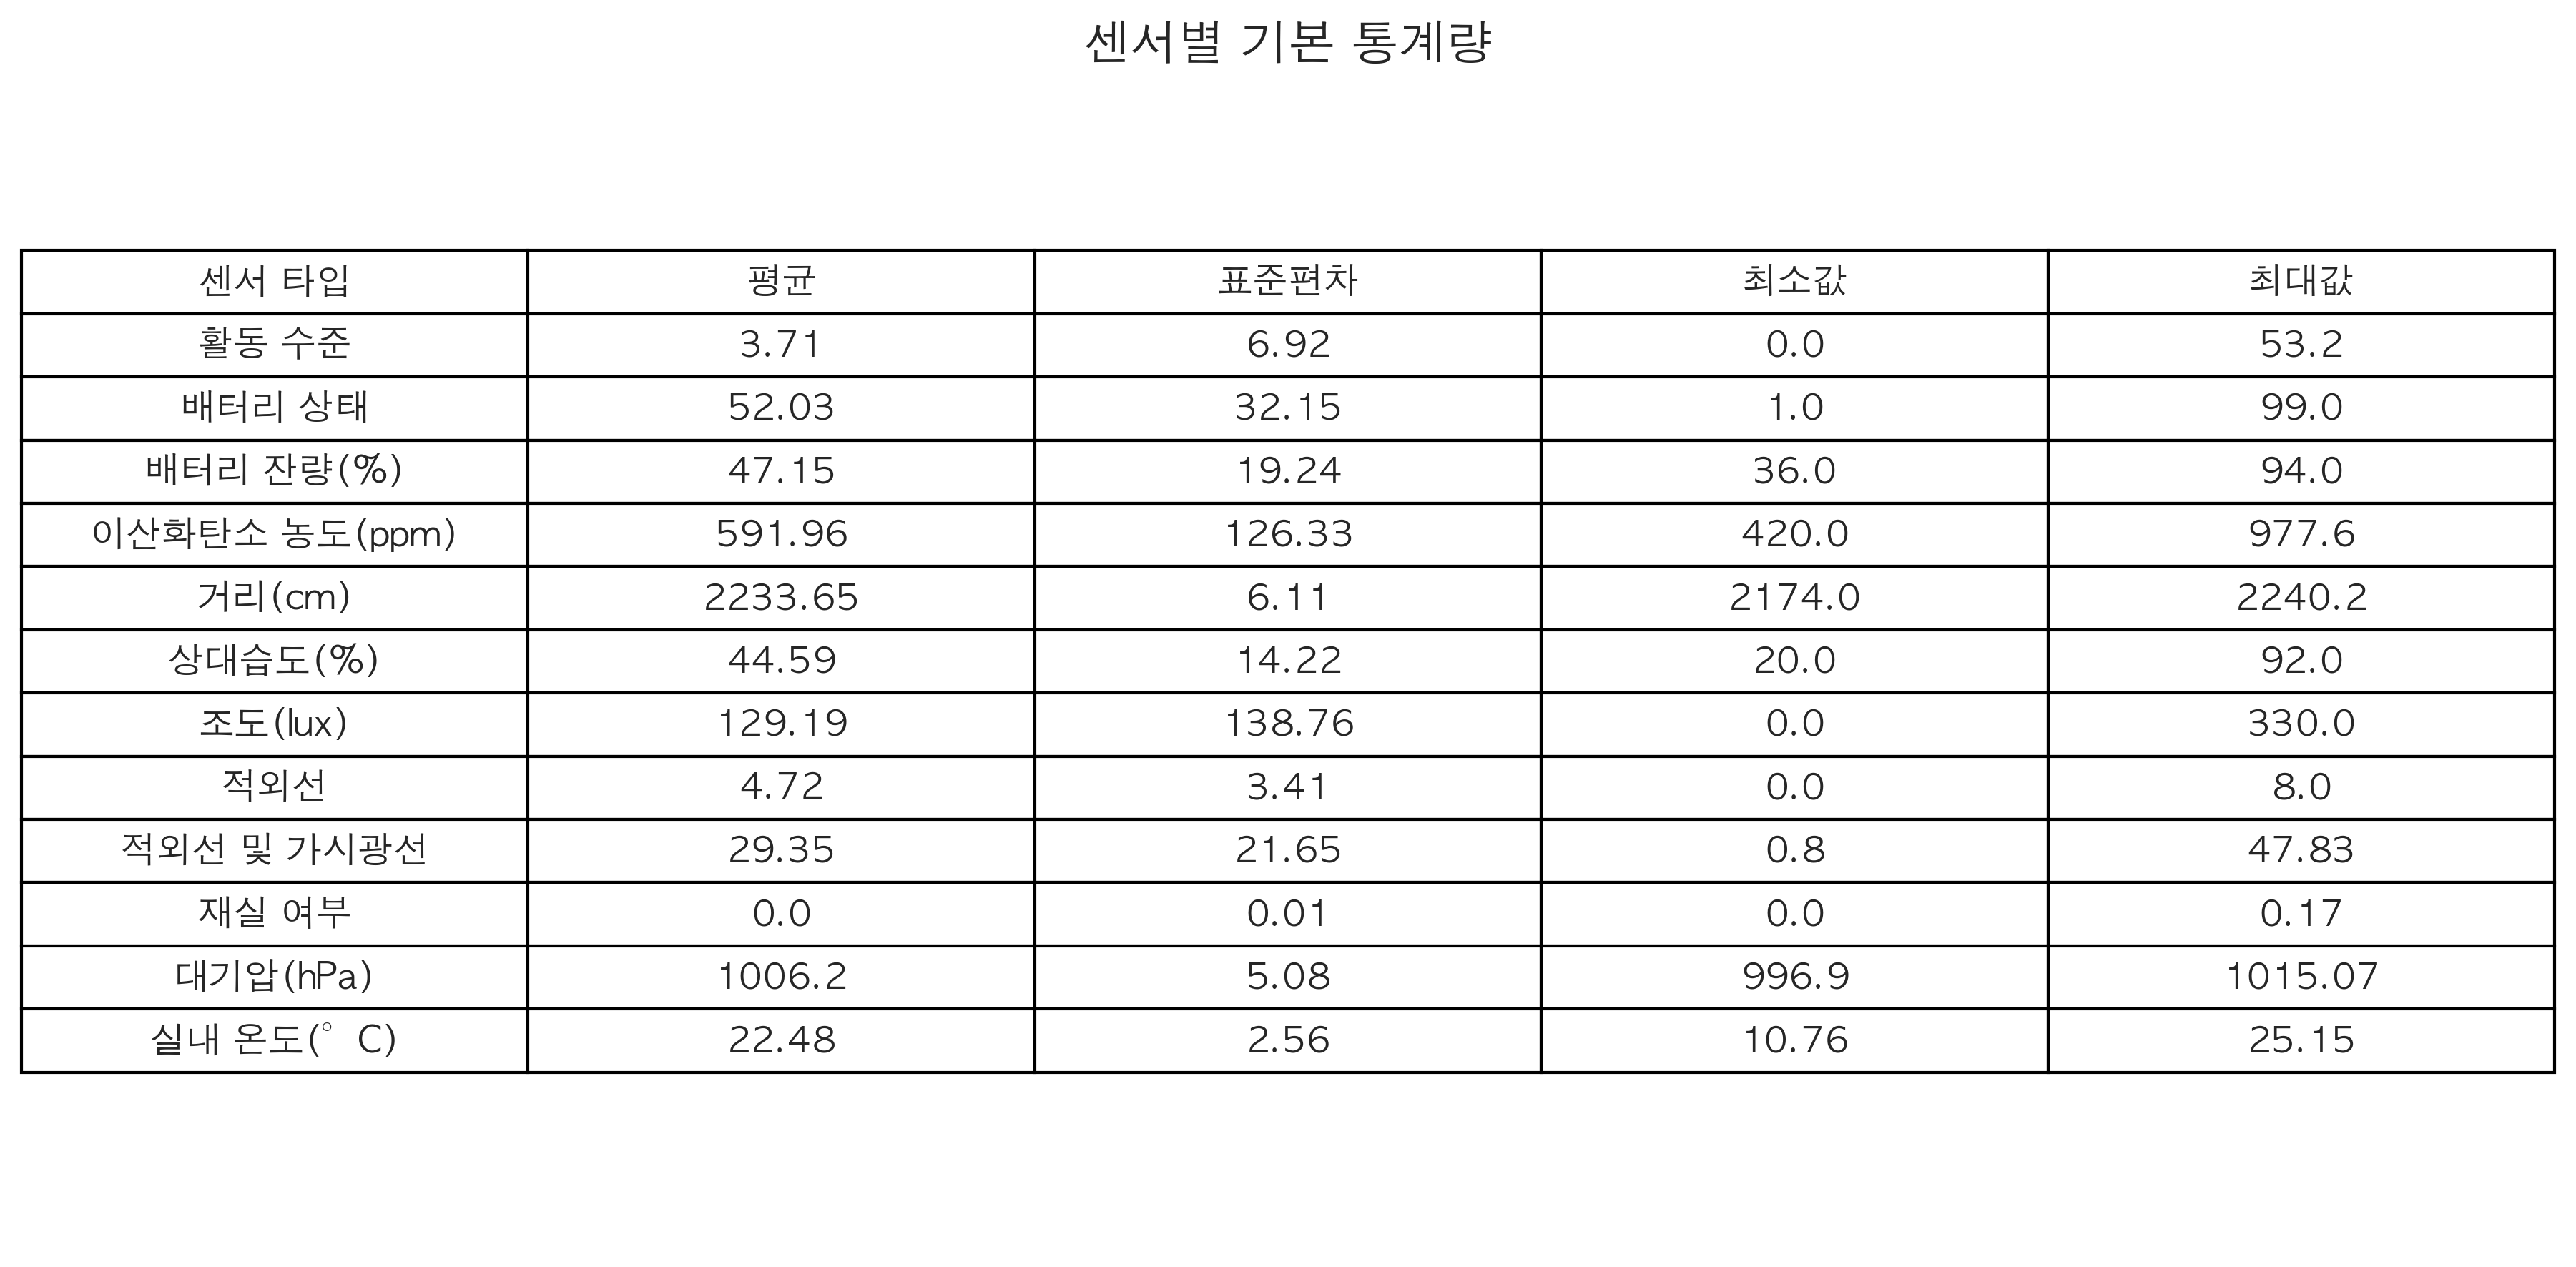 센서별 기본 통계량
센서 타입 평균 표준편차 최소값 최대값
활동 수준 3.71 6.92 0.0 53.2
배터리 상태 52.03 32.15 1.0 99.0
배터리 잔량(%) 47.15 19.24 36.0 94.0
이산화탄소 농도(ppm) 591.96 126.33 420.0 977.6
거리(cm) 2233.65 6.11 2174.0 2240.2
상대습도(%) 44.59 14.22 20.0 92.0
조도(lux) 129.19 138.76 0.0 330.0
적외선 4.72 3.41 0.0 8.0
적외선 및 가시광선 29.35 21.65 0.8 47.83
재실 여부 0.0 0.01 0.0 0.17
대기압(hPa) 1006.2 5.08 996.9 1015.07
실내 온도(°C) 22.48 2.56 10.76 25.15